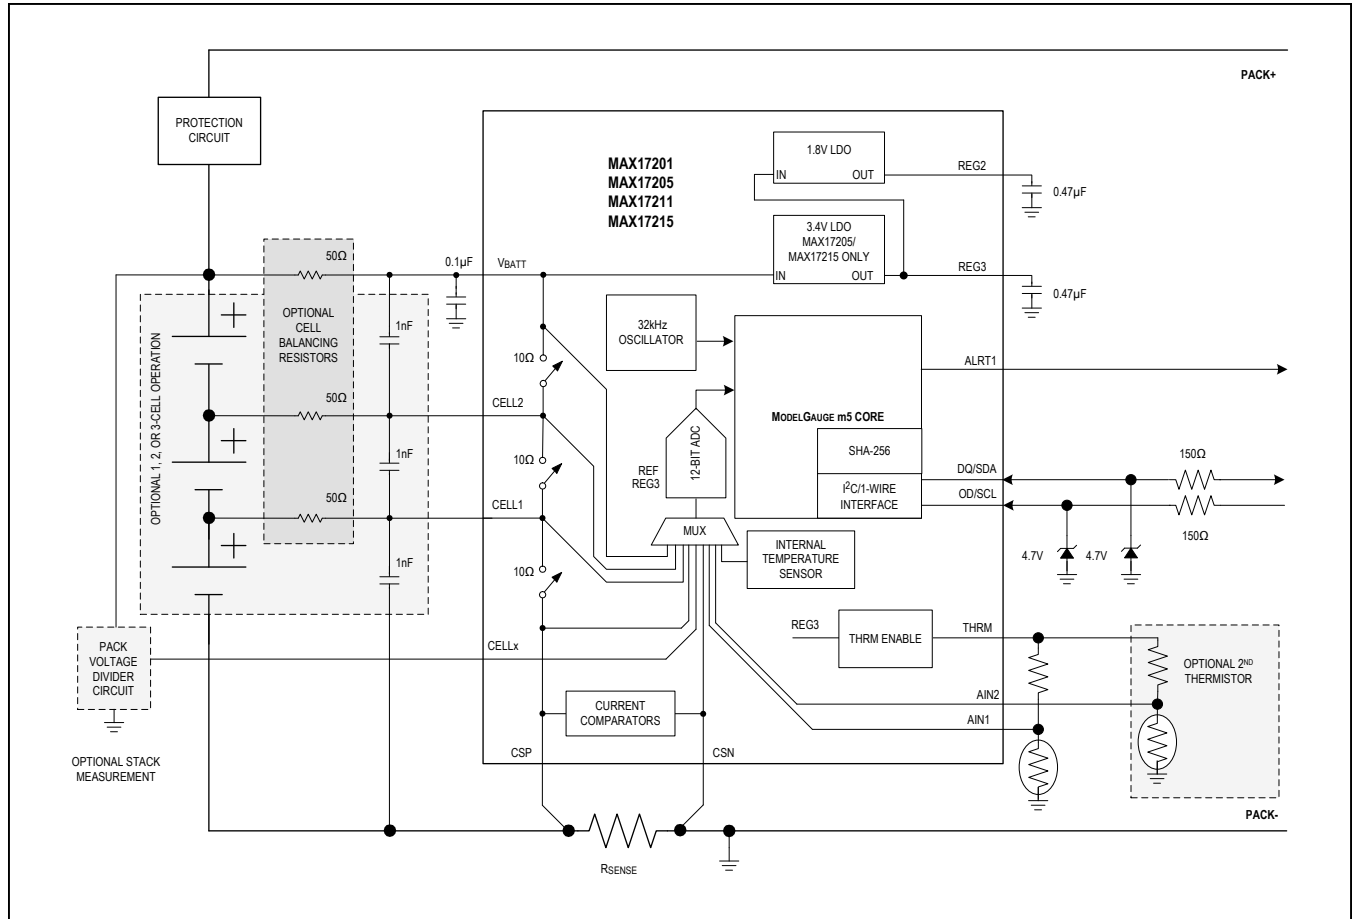 PACK+
PROTECTION
CIRCUIT
MAX17201
MAX17205
MAX17211
MAX17215
1.8V LDO
IN
OUT
REG2
0.47µF
3.4V LDO
MAX17205/
MAX17215 ONLY
IN
OUT
REG3
0.47µF
50Ω
0.1µF
VBATT
OPTIONAL 1, 2, OR 3-CELL OPERATION
+
OPTIONAL
CELL
BALANCING
RESISTORS
1nF
10Ω
32kHz
OSCILLATOR
ALRT1
50Ω
CELL2
+
MODELGAUGE m5 CORE
12-BIT ADC
REF
REG3
SHA-256
I²C/1-WIRE
INTERFACE
DQ/SDA
OD/SCL
150Ω
150Ω
1nF
10Ω
50Ω
CELL1
+
MUX
INTERNAL
TEMPERATURE
SENSOR
4.7V
4.7V
1nF
10Ω
PACK
VOLTAGE
DIVIDER
CIRCUIT
CELLx
REG3
THRM ENABLE
THRM
OPTIONAL 2ND
THERMISTOR
AIN2
AIN1
CURRENT
COMPARATORS
CSP
CSN
OPTIONAL STACK
MEASUREMENT
PACK-
RSENSE